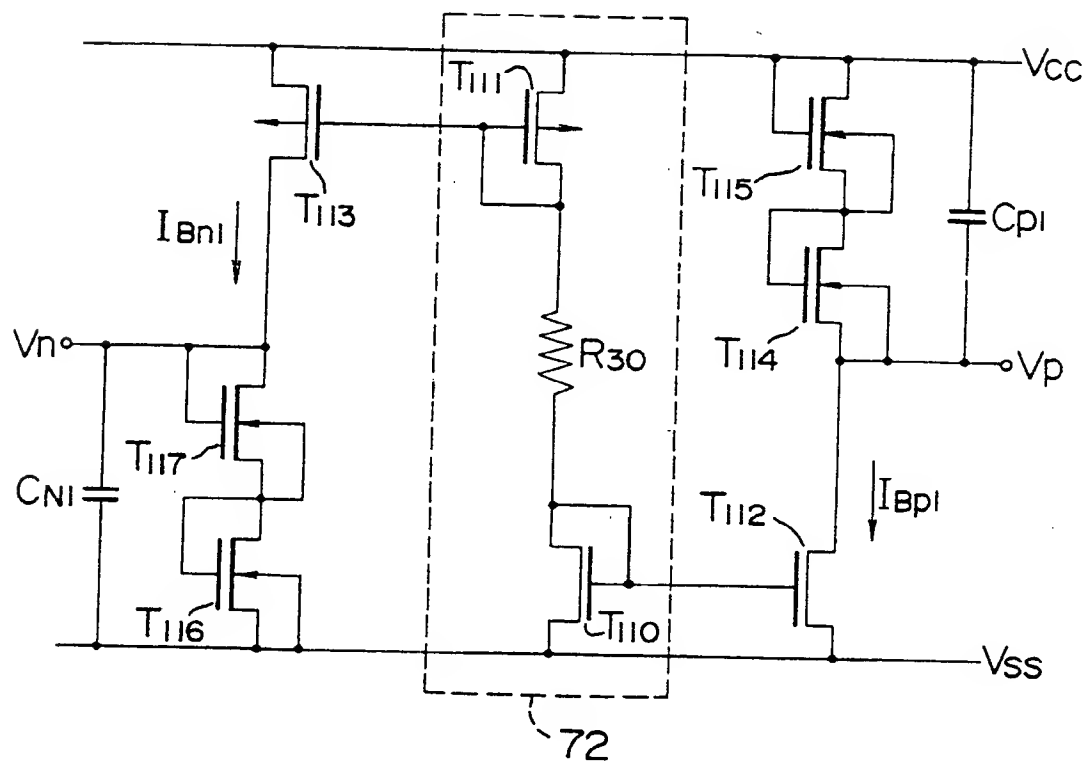 VCC
T111
T113
T115
CP1
IBn1
Vn
R30
T114
Vp
T117
CN1
T112
IBp1
T116
T110
VSS
72